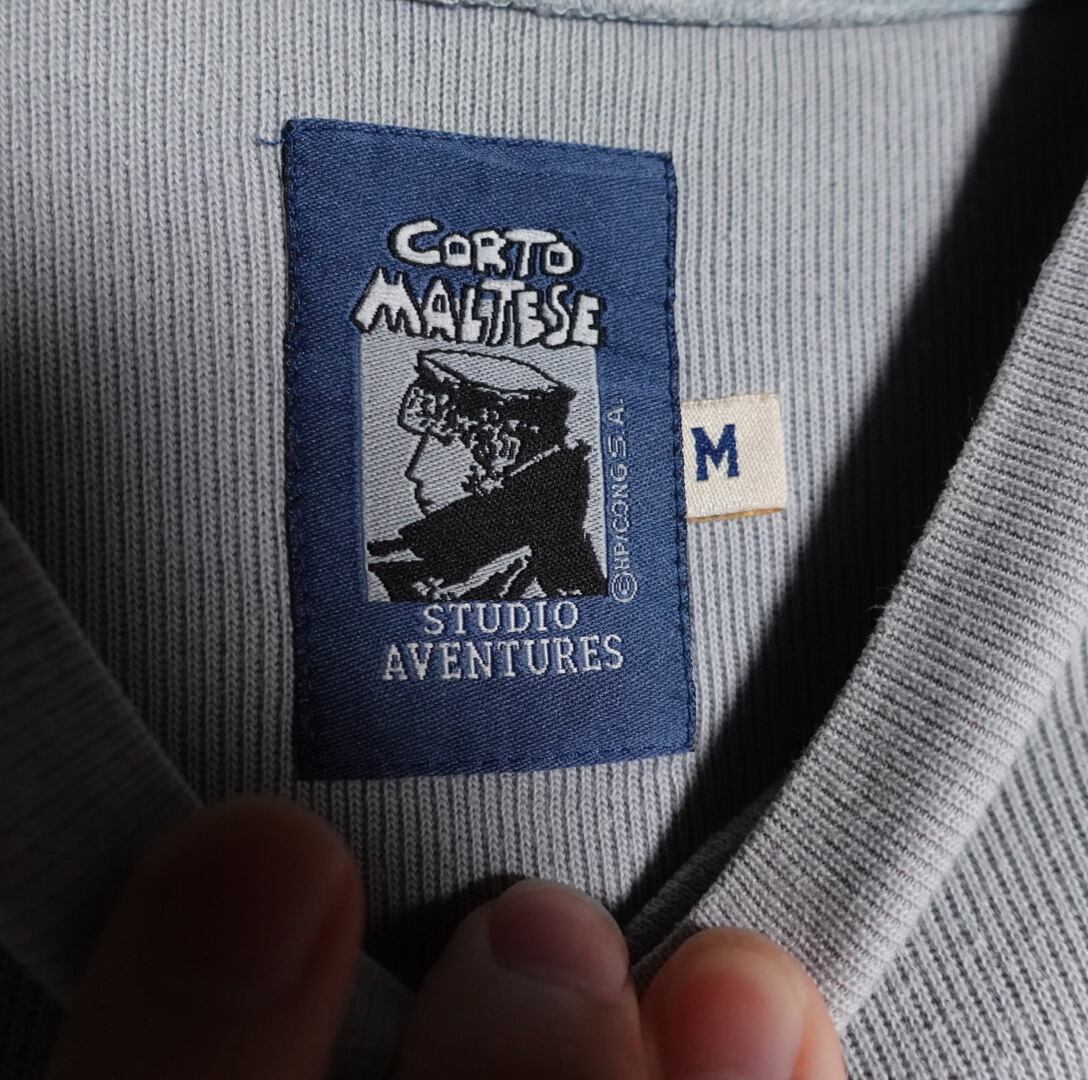 CORTO
MALTESE
© HP/CONG S.A.
STUDIO
AVENTURES
M